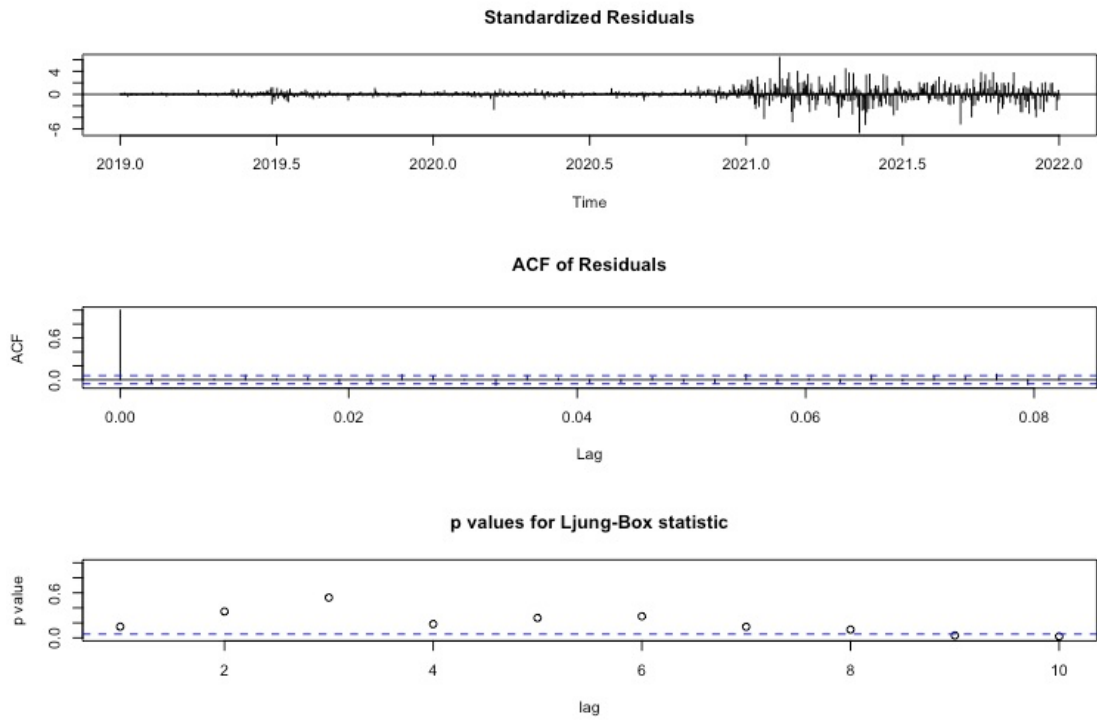 Standardized Residuals
4
0
-6
2019.0 2019.5 2020.0 2020.5 2021.0 2021.5 2022.0
Time
ACF of Residuals
ACF
0.6
0.0
0.00 0.02 0.04 0.06 0.08
Lag
p values for Ljung-Box statistic
p value
0.6
0.0
2 4 6 8 10
lag